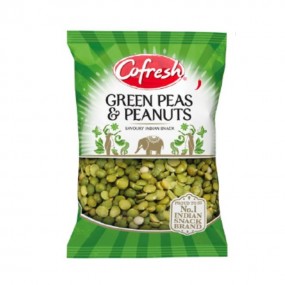 Cofresh
GREEN PEAS
& PEANUTS
SAVOURY INDIAN SNACK
No.1
INDIAN
SNACK
BRAND